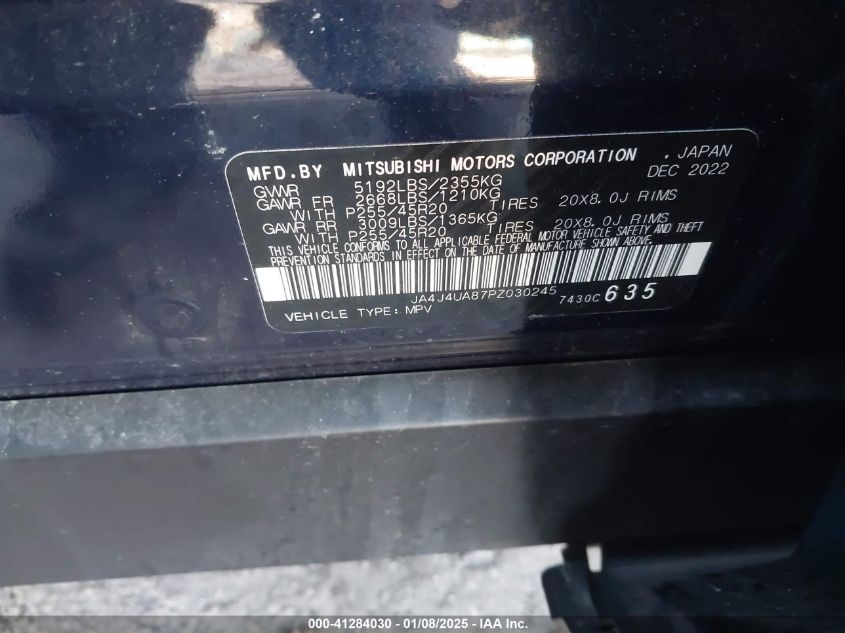 MFD.BY MITSUBISHI MOTORS CORPORATION . JAPAN
GVWR 5192LBS/2355KG DEC 2022
GAWR FR 2668LBS/1210KG
WITH P255/45R20 TIRES 20X8.0J RIMS
GAWR RR 3009LBS/1365KG
WITH P255/45R20 TIRES 20X8.0J RIMS
THIS VEHICLE CONFORMS TO ALL APPLICABLE FEDERAL MOTOR VEHICLE SAFETY AND THEFT
PREVENTION STANDARDS IN EFFECT ON THE DATE OF MANUFACTURE SHOWN ABOVE.
JA4J4UA87PZ030245 7430C 635
VEHICLE TYPE: MPV
000-41284030 - 01/08/2025 - IAA Inc.